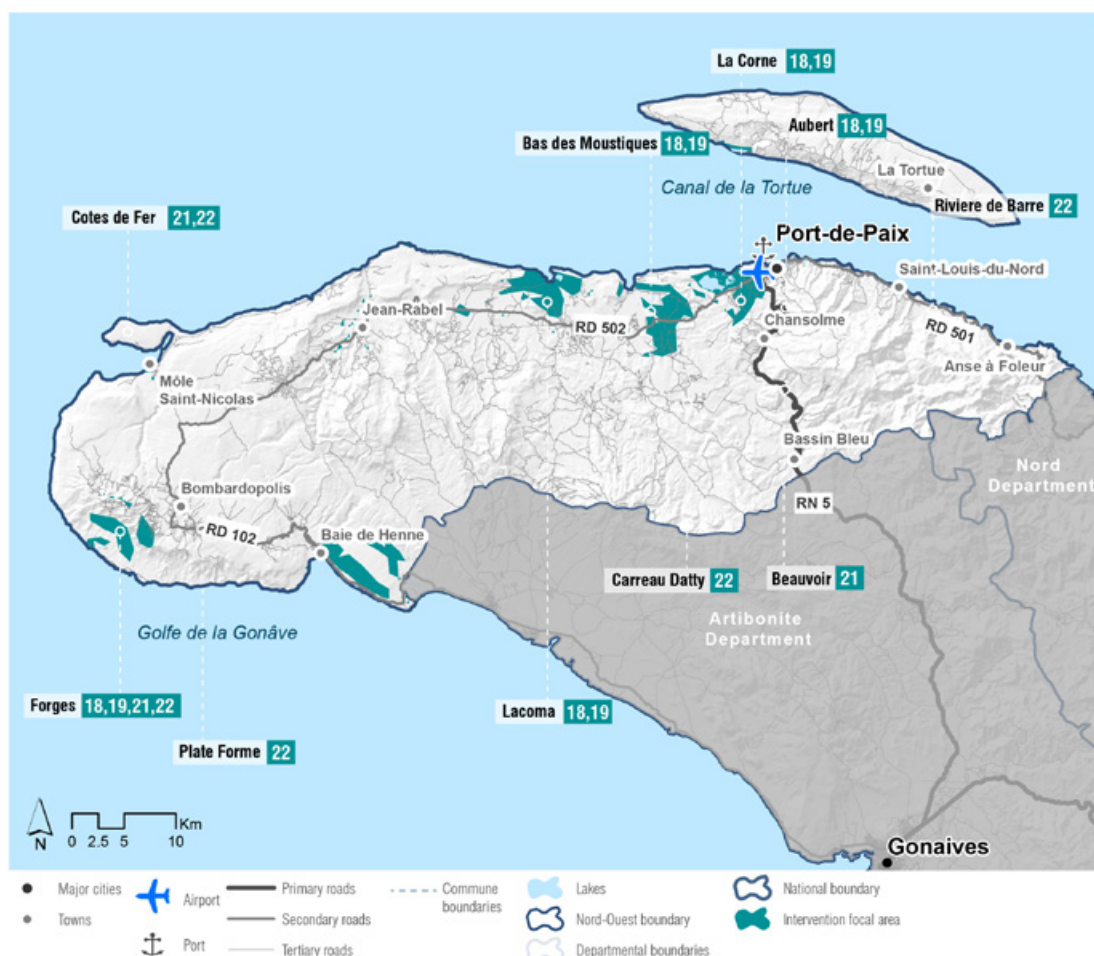 La Corne 18,19
Aubert 18,19
Bas des Moustiques 18,19
La Tortue
Canal de la Tortue
Riviere de Barre 22
Cotes de Fer 21,22
Port-de-Paix
Saint-Louis-du-Nord
Jean-Rabel
RD 502
Chansolme
RD 501
Anse à Foleur
Môle
Saint-Nicolas
Bassin Bleu
Nord
Department
Bombardopolis
RN 5
RD 102
Baie de Henne
Carreau Datty 22
Beauvoir 21
Artibonite
Department
Golfe de la Gonâve
Forges 18,19,21,22
Lacoma 18,19
Plate Forme 22
N
0 2.5 5 10 Km
Gonaives
Major cities
Towns
Airport
Port
Primary roads
Secondary roads
Tertiary roads
Commune
boundaries
Lakes
Nord-Ouest boundary
Departmental boundaries
National boundary
Intervention focal area